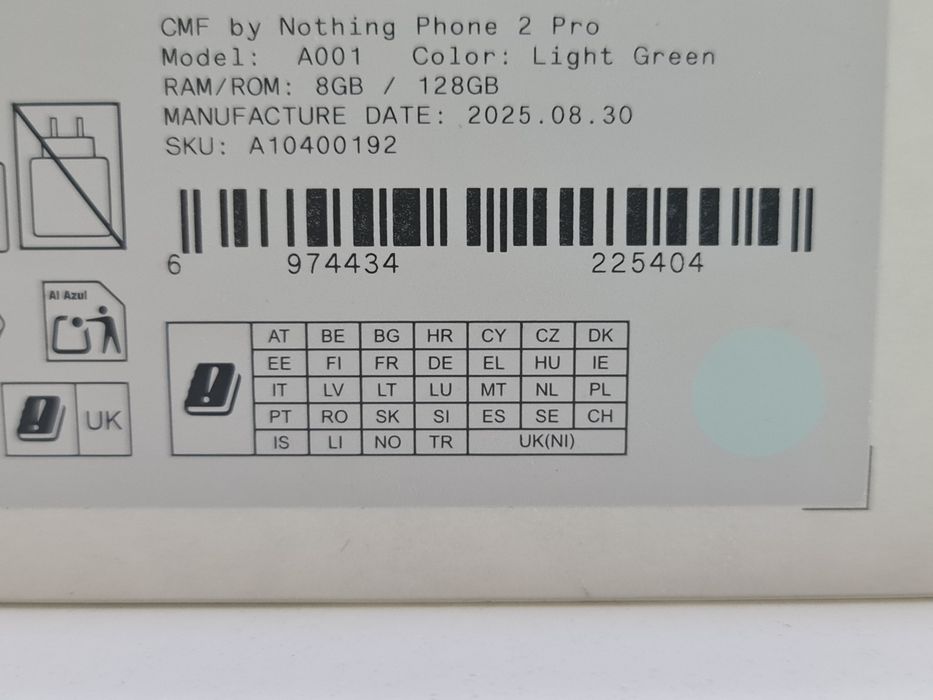 CMF by Nothing Phone 2 Pro
Model: A001 Color: Light Green
RAM/ROM: 8GB / 128GB
MANUFACTURE DATE: 2025.08.30
SKU: A10400192
6 974434 225404
Al Azul
UK
AT BE BG HR CY CZ DK
EE FI FR DE EL HU IE
IT LV LT LU MT NL PL
PT RO SK SI ES SE CH
IS LI NO TR UK(NI)